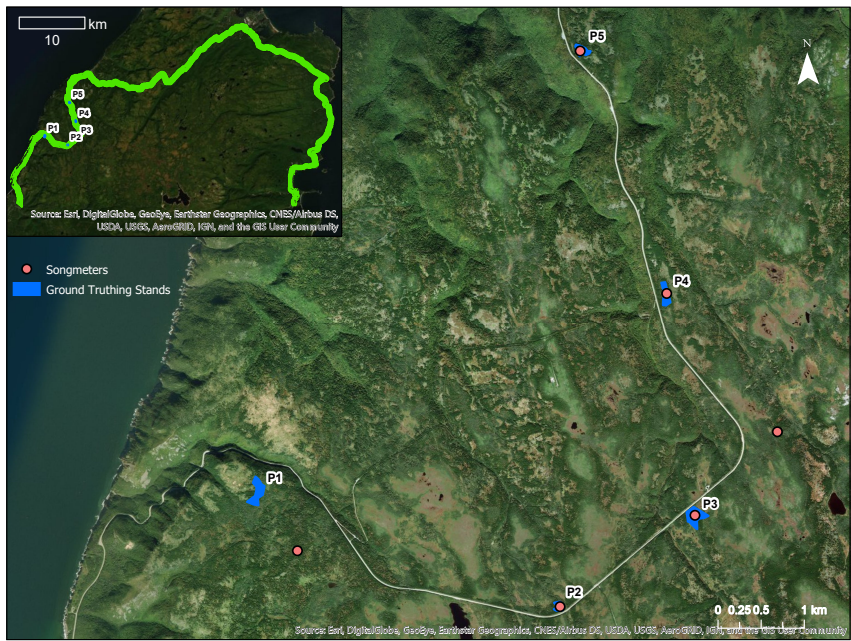 km
10
P5
P4
P1
P3
P2
Source: Esri, DigitalGlobe, GeoEye, Earthstar Geographics, CNES/Airbus DS,
USDA, USGS, AeroGRID, IGN, and the GIS User Community
P5
N
Songmeters
Ground Truthing Stands
P4
P1
P3
P2
0 0.25 0.5 1 km
Source: Esri, DigitalGlobe, GeoEye, Earthstar Geographics, CNES/Airbus DS, USDA, USGS, AeroGRID, IGN, and the GIS User Community